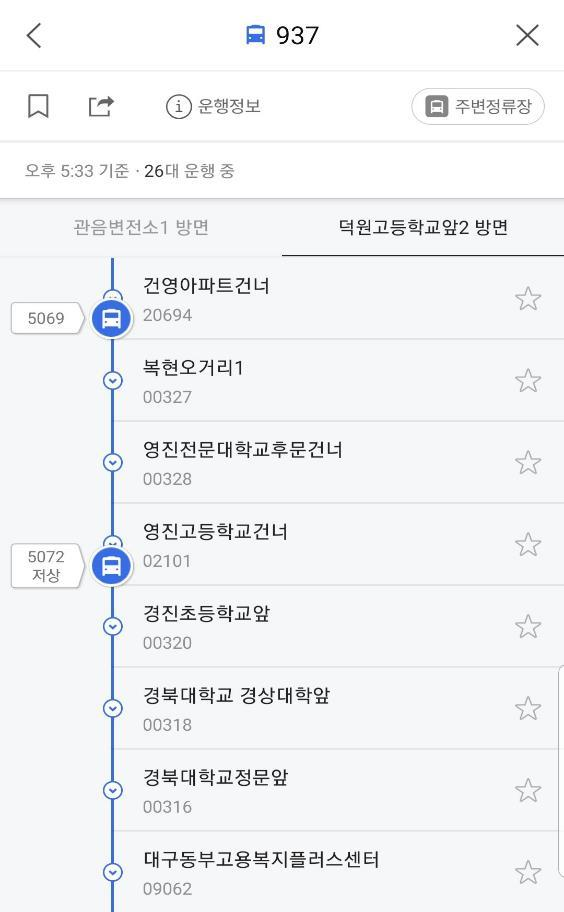 937
운행정보
주변정류장
오후 5:33 기준 · 26대 운행 중
관음변전소1 방면
덕원고등학교앞2 방면
건영아파트건너
5069
20694
복현오거리1
00327
영진전문대학교후문건너
00328
영진고등학교건너
5072
저상
02101
경진초등학교앞
00320
경북대학교 경상대학앞
00318
경북대학교정문앞
00316
대구동부고용복지플러스센터
09062